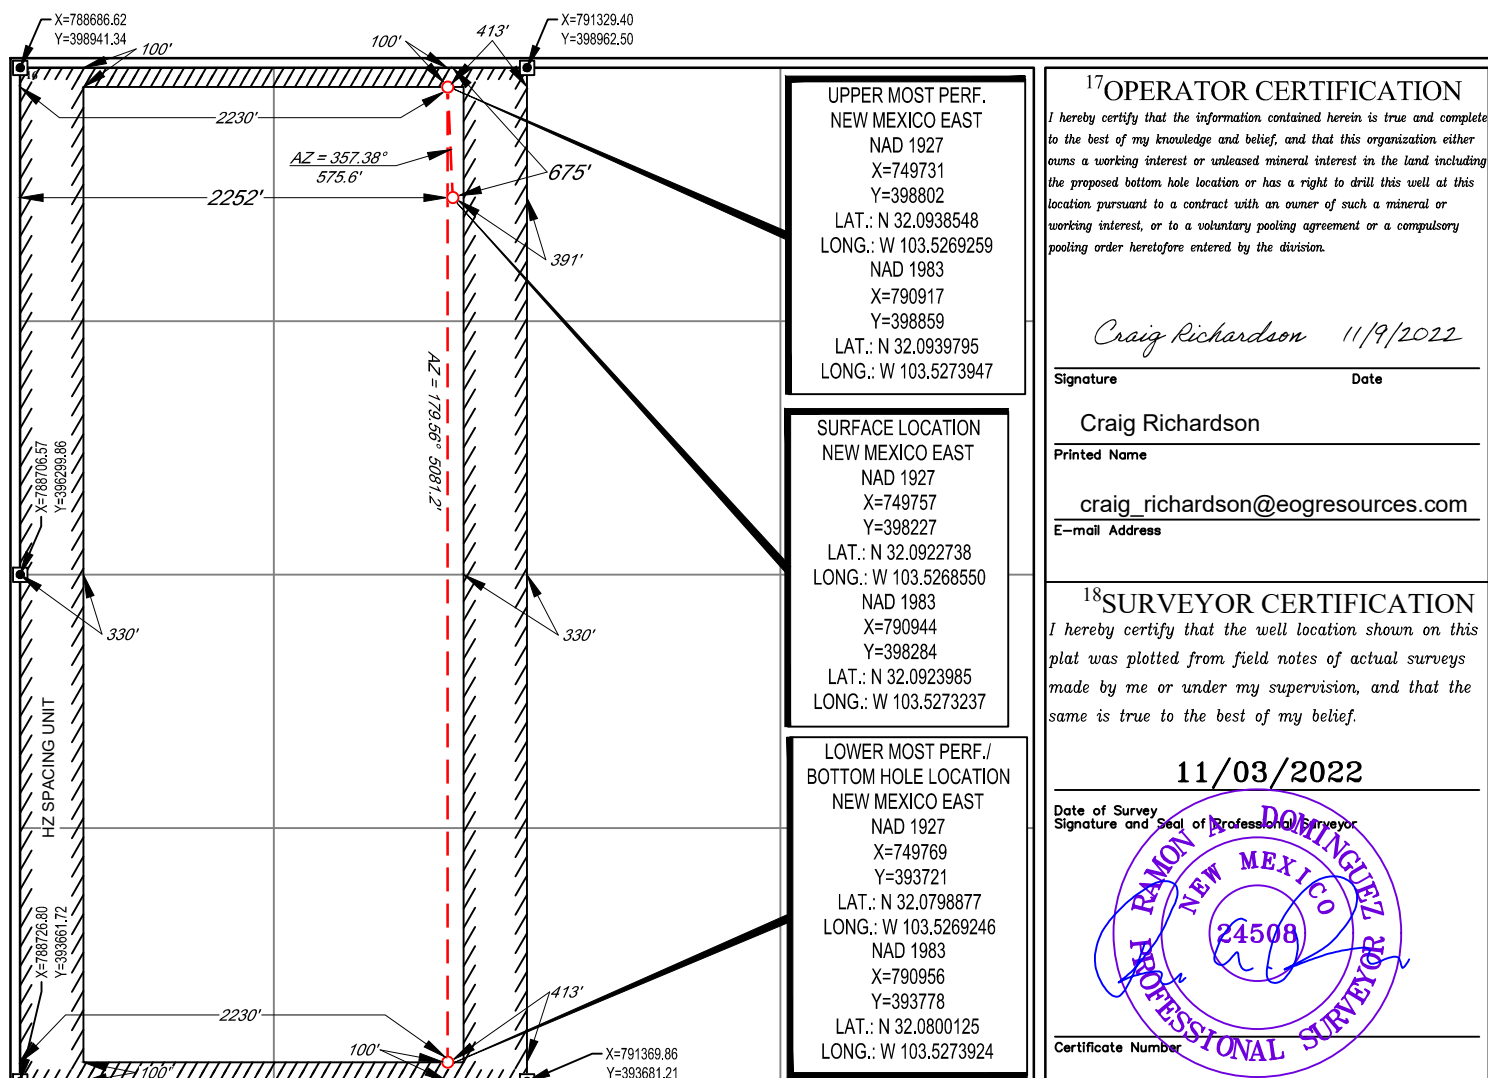 X=788686.62
Y=398941.34
100'
100'
413'
X=791329.40
Y=398962.50
16
2230'
AZ = 357.38°
575.6'
675'
2252'
391'
AZ = 179.56° 5081.2'
X=788706.57
Y=396299.86
330'
330'
HZ SPACING UNIT
X=788726.80
Y=393661.72
2230'
413'
100'
100'
X=791369.86
Y=393681.21
UPPER MOST PERF.
NEW MEXICO EAST
NAD 1927
X=749731
Y=398802
LAT.: N 32.0938548
LONG.: W 103.5269259
NAD 1983
X=790917
Y=398859
LAT.: N 32.0939795
LONG.: W 103.5273947
SURFACE LOCATION
NEW MEXICO EAST
NAD 1927
X=749757
Y=398227
LAT.: N 32.0922738
LONG.: W 103.5268550
NAD 1983
X=790944
Y=398284
LAT.: N 32.0923985
LONG.: W 103.5273237
LOWER MOST PERF./
BOTTOM HOLE LOCATION
NEW MEXICO EAST
NAD 1927
X=749769
Y=393721
LAT.: N 32.0798877
LONG.: W 103.5269246
NAD 1983
X=790956
Y=393778
LAT.: N 32.0800125
LONG.: W 103.5273924
17OPERATOR CERTIFICATION
I hereby certify that the information contained herein is true and complete
to the best of my knowledge and belief, and that this organization either
owns a working interest or unleased mineral interest in the land including
the proposed bottom hole location or has a right to drill this well at this
location pursuant to a contract with an owner of such a mineral or
working interest, or to a voluntary pooling agreement or a compulsory
pooling order heretofore entered by the division.
Craig Richardson 11/9/2022
Signature Date
Craig Richardson
Printed Name
craig_richardson@eogresources.com
E-mail Address
18SURVEYOR CERTIFICATION
I hereby certify that the well location shown on this
plat was plotted from field notes of actual surveys
made by me or under my supervision, and that the
same is true to the best of my belief.
11/03/2022
Date of Survey
Signature and Seal of Professional Surveyor
RAMON A. DOMINGUEZ
NEW MEXICO
24508
PROFESSIONAL SURVEYOR
Certificate Number